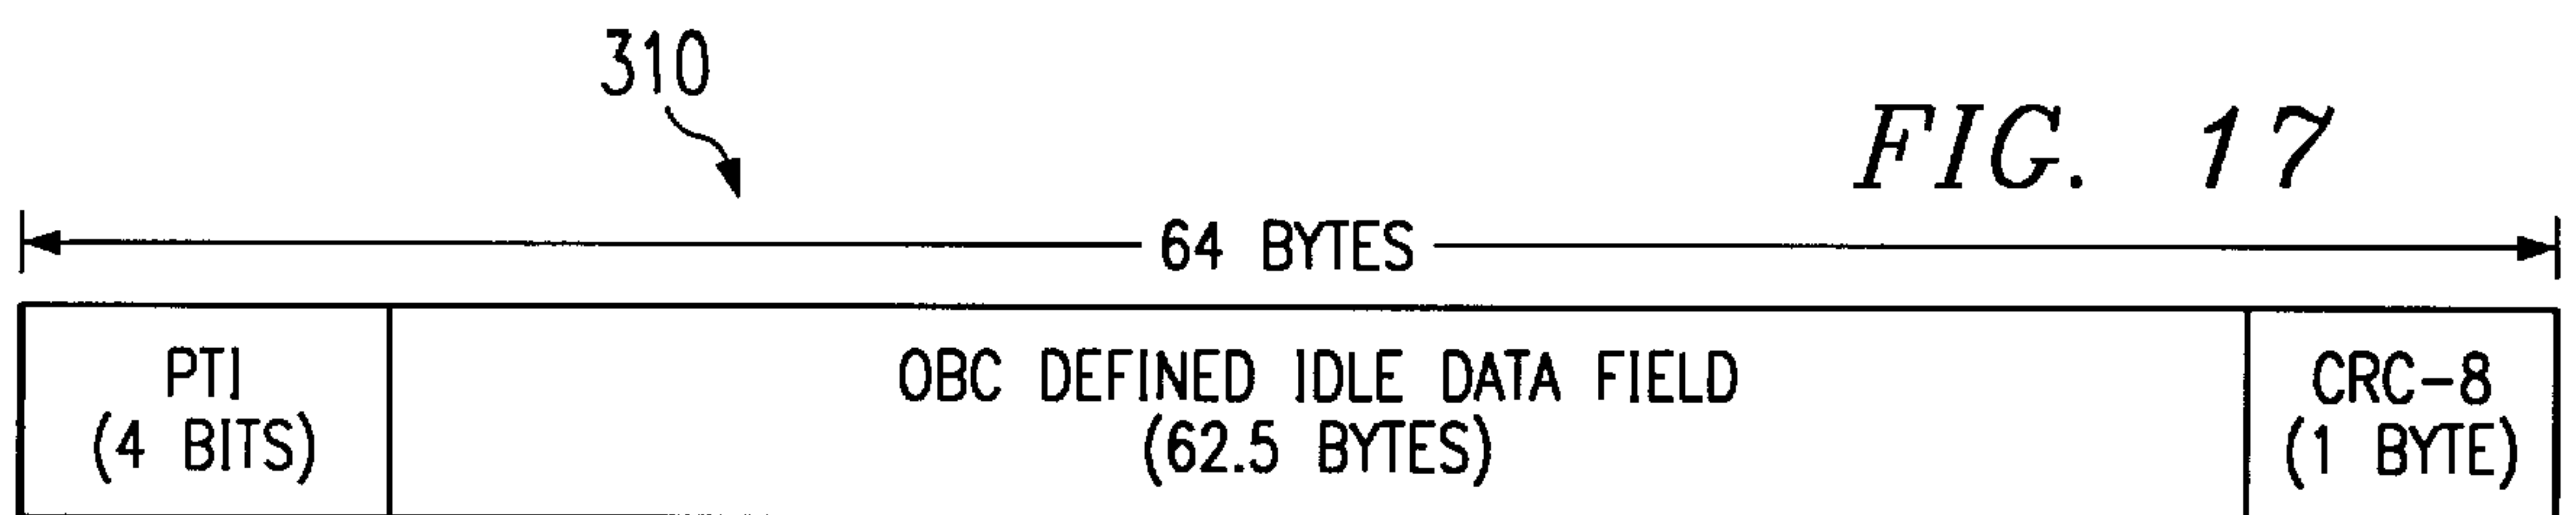 310
FIG. 17
64 BYTES
PTI
(4 BITS)
OBC DEFINED IDLE DATA FIELD
(62.5 BYTES)
CRC-8
(1 BYTE)